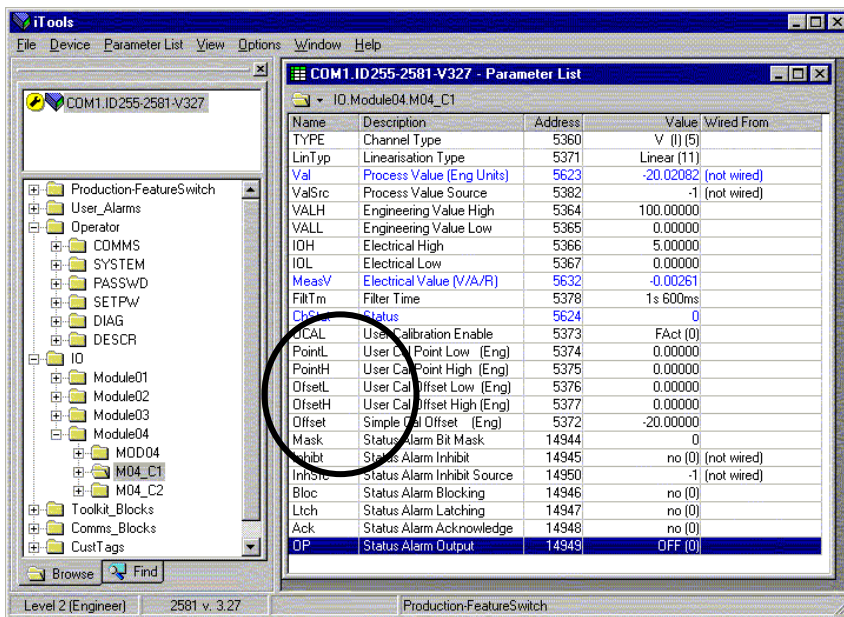 iTools
File Device Parameter List View Options Window Help
COM1.ID255-2581-V327
Production-FeatureSwitch
User_Alarms
Operator
COMMS
SYSTEM
PASSWD
SETPW
DIAG
DESCR
IO
Module01
Module02
Module03
Module04
MOD04
M04_C1
M04_C2
Toolkit_Blocks
Comms_Blocks
CustTags
Browse Find
COM1.ID255-2581-V327 - Parameter List
IO.Module04.M04_C1
Name Description Address Value Wired From
TYPE Channel Type 5360 V (I) (5)
LinTyp Linearisation Type 5371 Linear (11)
Val Process Value (Eng Units) 5623 -20.02082 (not wired)
ValSrc Process Value Source 5382 -1 (not wired)
VALH Engineering Value High 5364 100.00000
VALL Engineering Value Low 5365 0.00000
IOH Electrical High 5366 5.00000
IOL Electrical Low 5367 0.00000
MeasV Electrical Value (V/A/R) 5632 -0.00261
FiltTm Filter Time 5378 1s 600ms
Status 5624 0
UCAL User Calibration Enable 5373 FAct (0)
PointL User Cal Point Low (Eng) 5374 0.00000
PointH User Cal Point High (Eng) 5375 0.00000
OfsetL User Cal Offset Low (Eng) 5376 0.00000
OfsetH User Cal Offset High (Eng) 5377 0.00000
Offset Simple Cal Offset (Eng) 5372 -20.00000
Mask Status Alarm Bit Mask 14944 0
Inhibt Status Alarm Inhibit 14945 no (0) (not wired)
InhSrc Status Alarm Inhibit Source 14950 -1 (not wired)
Bloc Status Alarm Blocking 14946 no (0)
Ltch Status Alarm Latching 14947 no (0)
Ack Status Alarm Acknowledge 14948 no (0)
OP Status Alarm Output 14949 OFF (0)
Level 2 (Engineer) 2581 v. 3.27 Production-FeatureSwitch